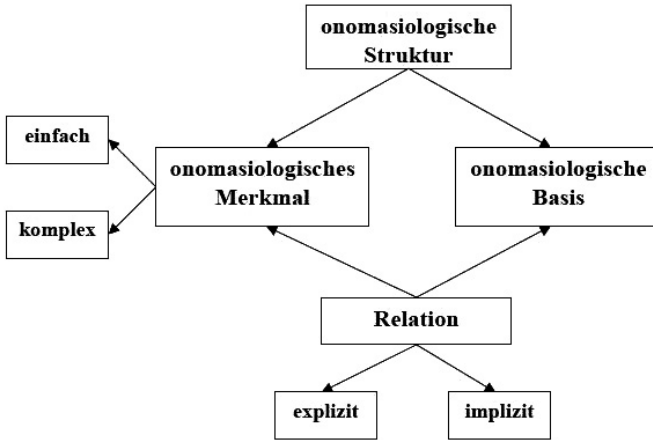 onomasiologische
Struktur
einfach
onomasiologisches
Merkmal
onomasiologische
Basis
komplex
Relation
explizit
implizit